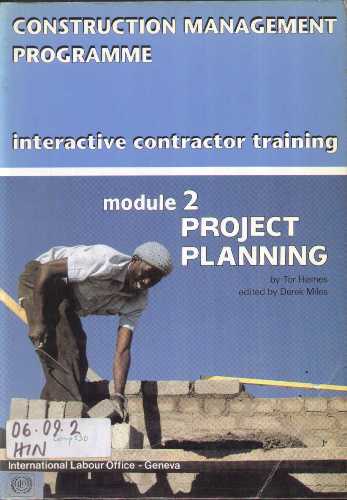 CONSTRUCTION MANAGEMENT
PROGRAMME
interactive contractor training
module 2
PROJECT
PLANNING
by Tor Hernes
edited by Derek Miles
06.09.2
HIN
International Labour Office - Geneva